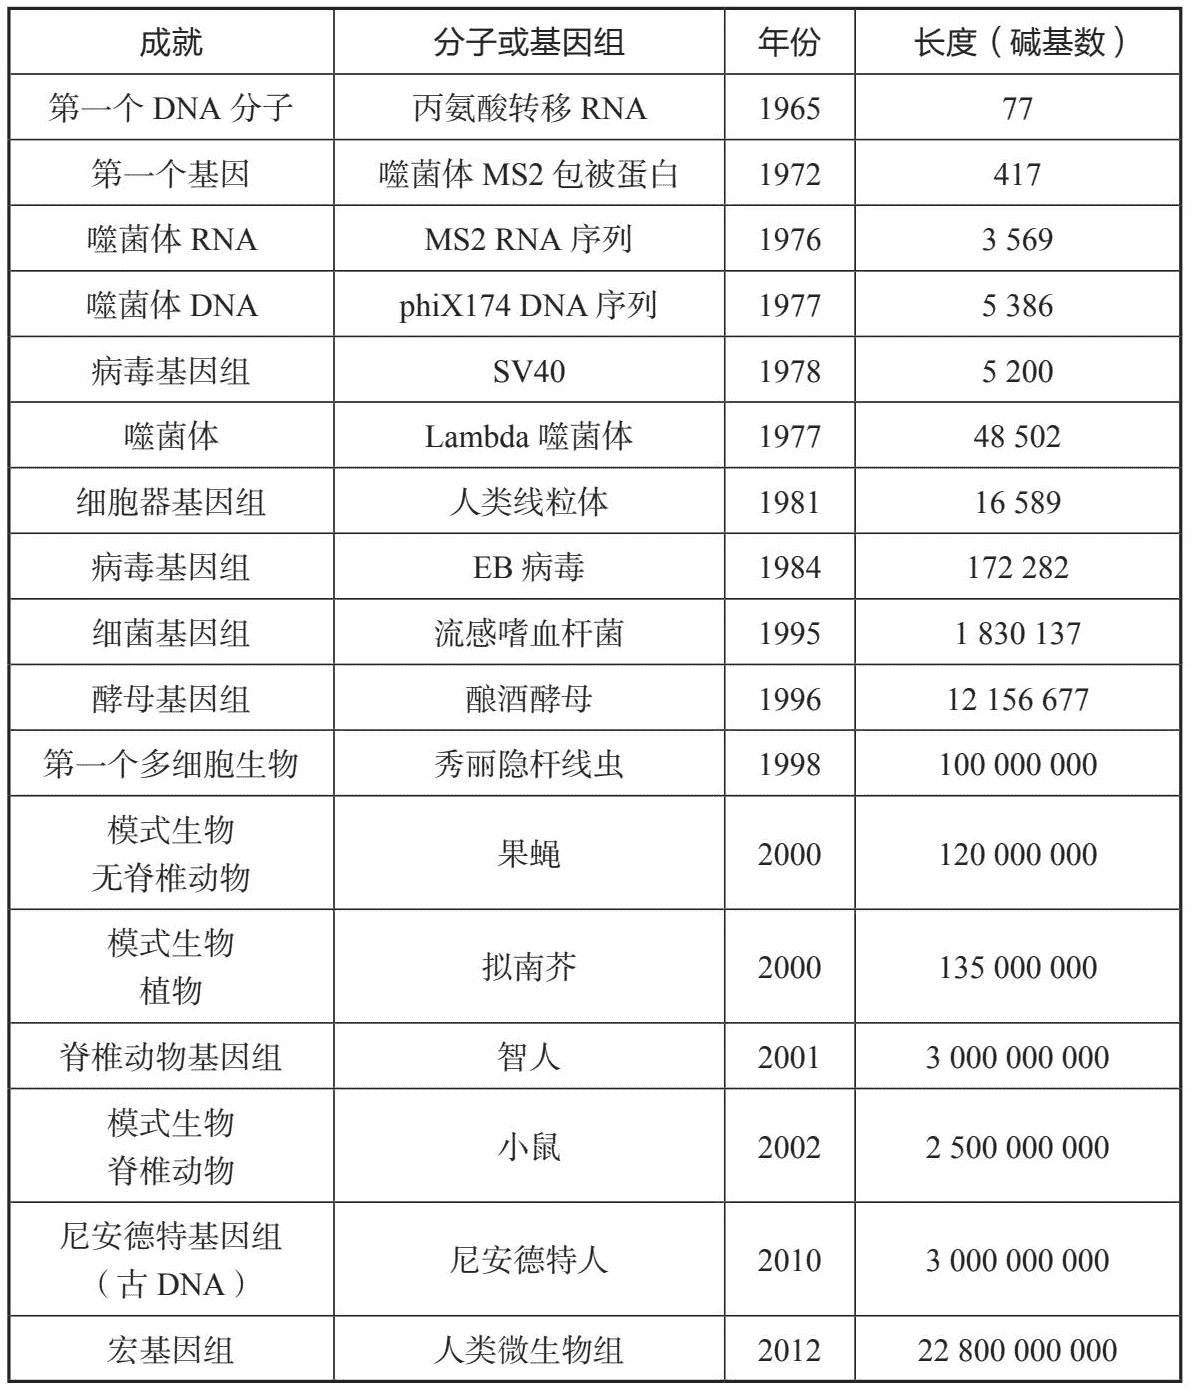 成就 分子或基因组 年份 长度（碱基数）
第一个 DNA 分子 丙氨酸转移 RNA 1965 77
第一个基因 噬菌体 MS2 包被蛋白 1972 417
噬菌体 RNA MS2 RNA 序列 1976 3 569
噬菌体 DNA phiX174 DNA 序列 1977 5 386
病毒基因组 SV40 1978 5 200
噬菌体 Lambda 噬菌体 1977 48 502
细胞器基因组 人类线粒体 1981 16 589
病毒基因组 EB 病毒 1984 172 282
细菌基因组 流感嗜血杆菌 1995 1 830 137
酵母基因组 酿酒酵母 1996 12 156 677
第一个多细胞生物 秀丽隐杆线虫 1998 100 000 000
模式生物
无脊椎动物 果蝇 2000 120 000 000
模式生物
植物 拟南芥 2000 135 000 000
脊椎动物基因组 智人 2001 3 000 000 000
模式生物
脊椎动物 小鼠 2002 2 500 000 000
尼安德特基因组
（古 DNA） 尼安德特人 2010 3 000 000 000
宏基因组 人类微生物组 2012 22 800 000 000